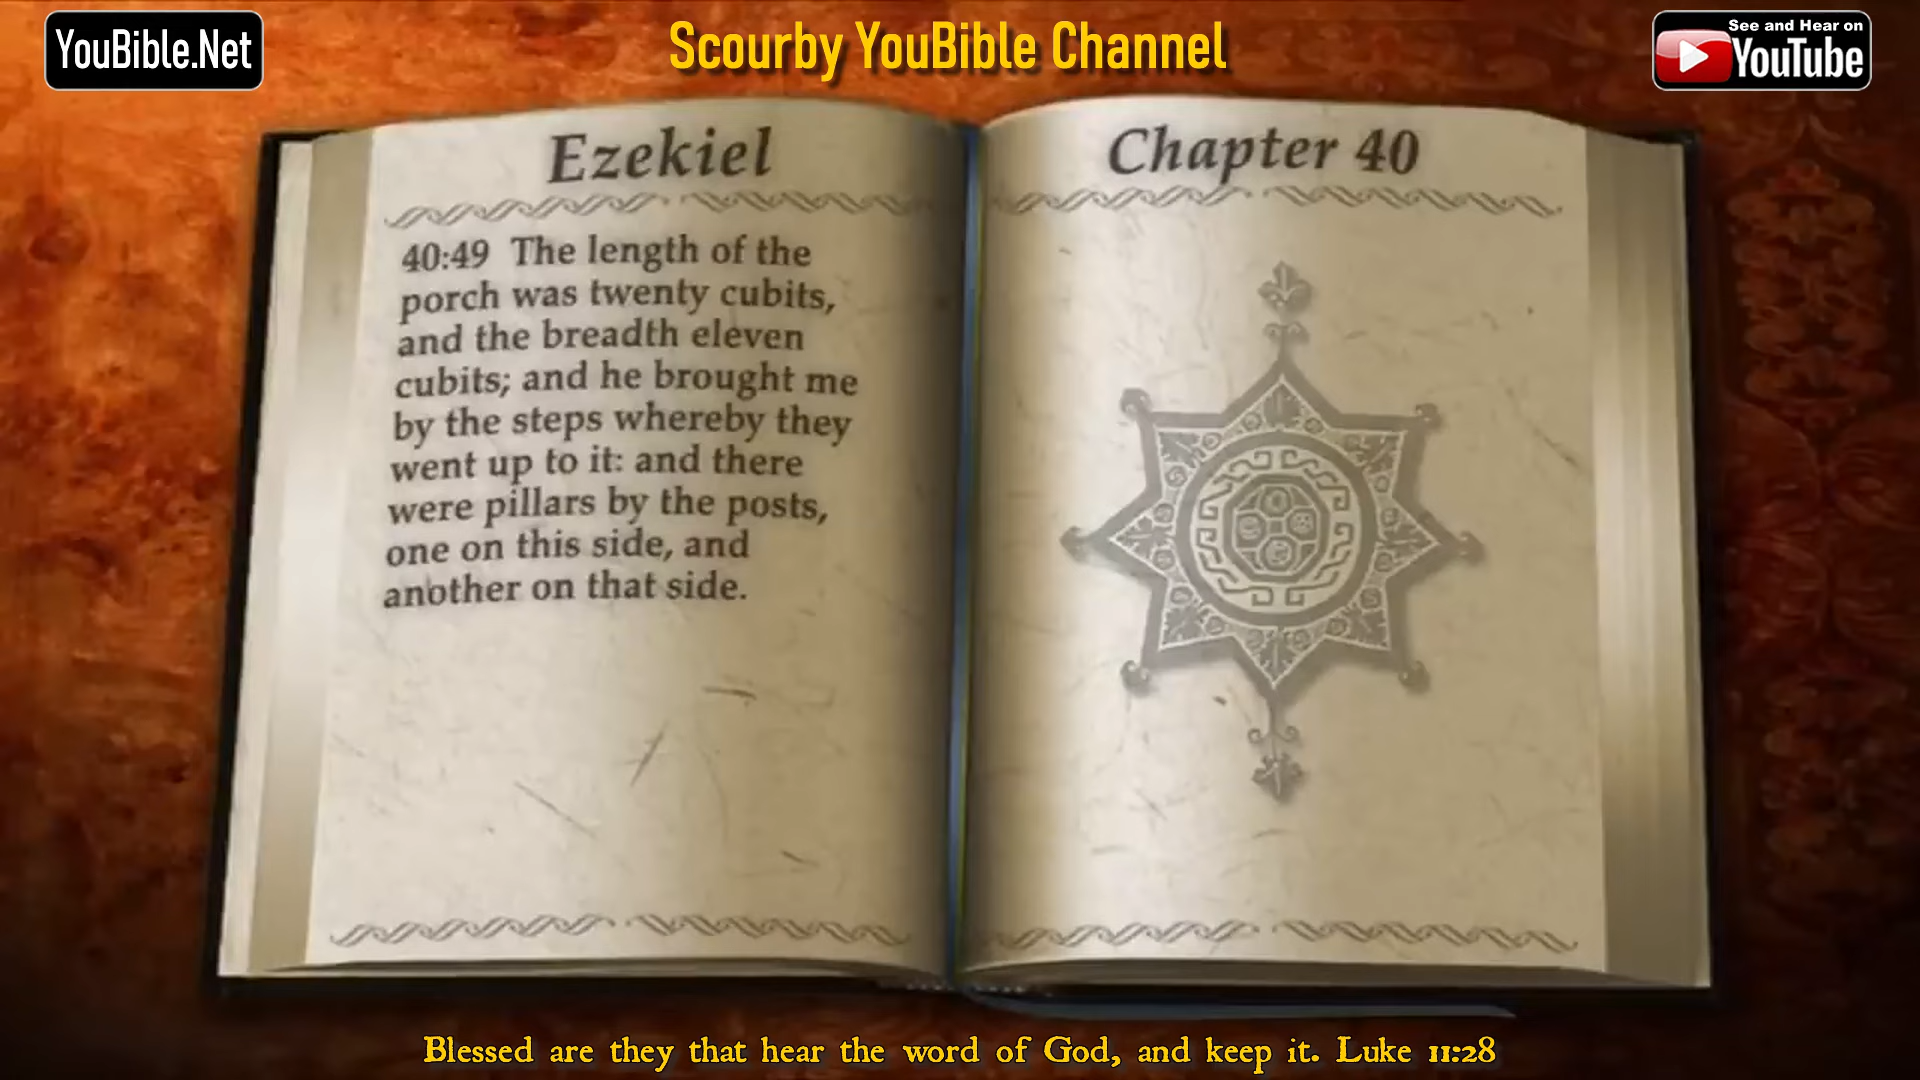 YouBible.Net
Scourby YouBible Channel
See and Hear on
YouTube
Ezekiel
Chapter 40
40:49 The length of the
porch was twenty cubits,
and the breadth eleven
cubits; and he brought me
by the steps whereby they
went up to it: and there
were pillars by the posts,
one on this side, and
another on that side.
Blessed are they that hear the word of God, and keep it. Luke 11:28